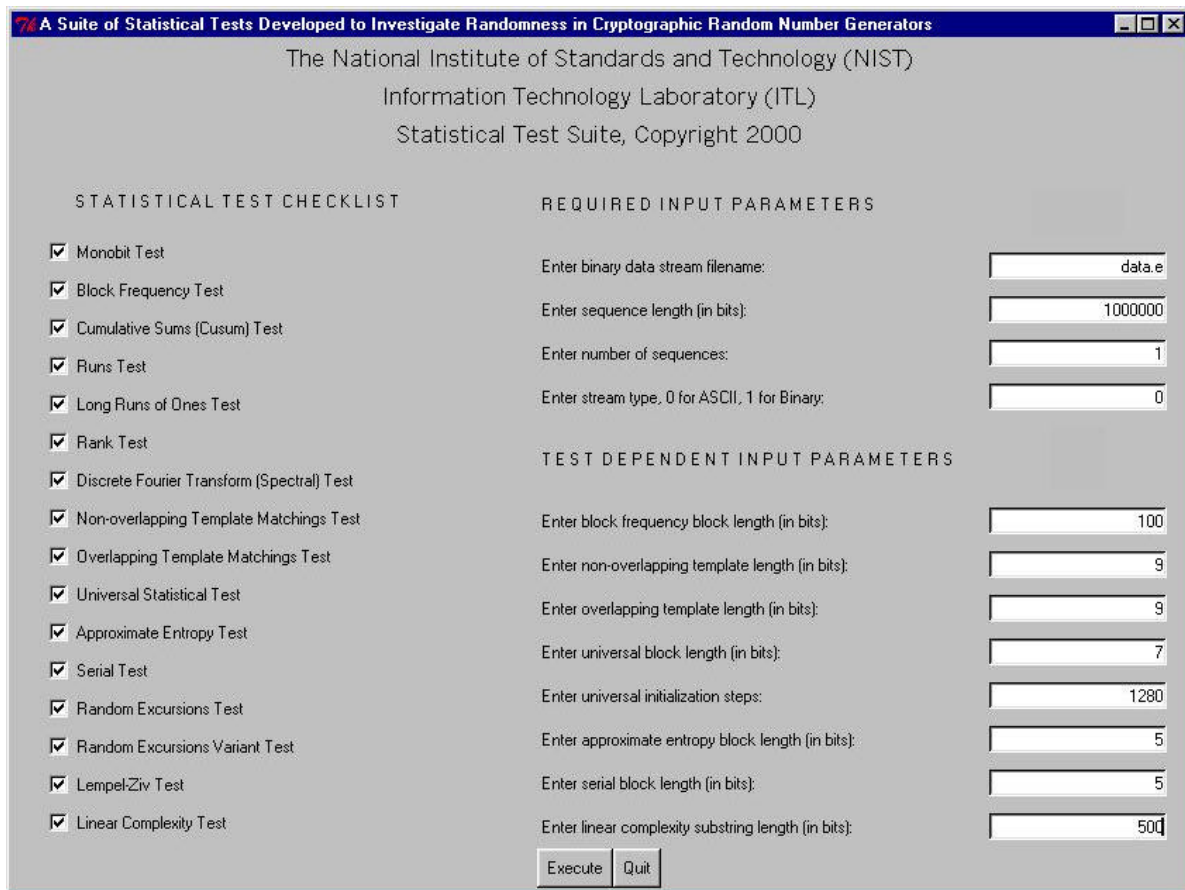 A Suite of Statistical Tests Developed to Investigate Randomness in Cryptographic Random Number Generators
The National Institute of Standards and Technology (NIST)
Information Technology Laboratory (ITL)
Statistical Test Suite, Copyright 2000
STATISTICAL TEST CHECKLIST
Monobit Test
Block Frequency Test
Cumulative Sums (Cusum) Test
Runs Test
Long Runs of Ones Test
Rank Test
Discrete Fourier Transform (Spectral) Test
Non-overlapping Template Matchings Test
Overlapping Template Matchings Test
Universal Statistical Test
Approximate Entropy Test
Serial Test
Random Excursions Test
Random Excursions Variant Test
Lempel-Ziv Test
Linear Complexity Test
REQUIRED INPUT PARAMETERS
Enter binary data stream filename: data.e
Enter sequence length (in bits): 1000000
Enter number of sequences: 1
Enter stream type, 0 for ASCII, 1 for Binary: 0
TEST DEPENDENT INPUT PARAMETERS
Enter block frequency block length (in bits): 100
Enter non-overlapping template length (in bits): 9
Enter overlapping template length (in bits): 9
Enter universal block length (in bits): 7
Enter universal initialization steps: 1280
Enter approximate entropy block length (in bits): 5
Enter serial block length (in bits): 5
Enter linear complexity substring length (in bits): 500
Execute Quit